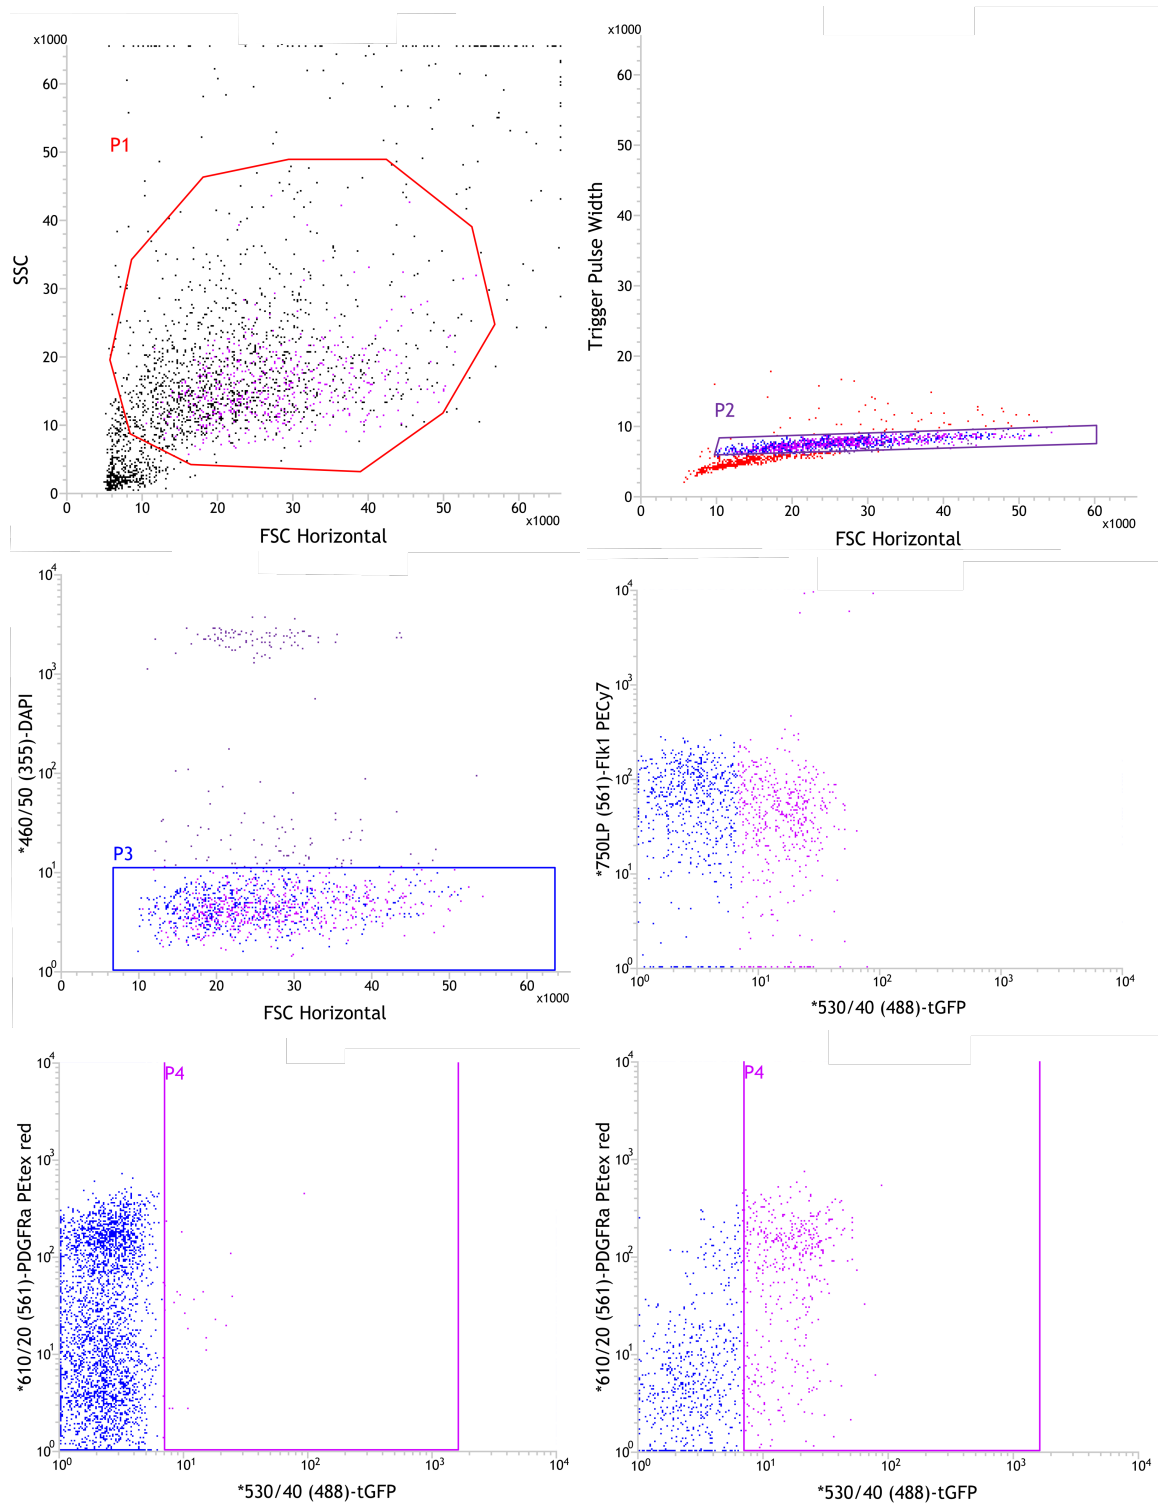 x1000
60
50
40
30
20
10
0
P1
SSC
0 10 20 30 40 50 60
x1000
FSC Horizontal
x1000
60
50
40
30
20
10
0
P2
Trigger Pulse Width
0 10 20 30 40 50 60
x1000
FSC Horizontal
10^4
10^3
10^2
10^1
10^0
P3
*460/50 (355)-DAPI
0 10 20 30 40 50 60
x1000
FSC Horizontal
10^4
10^3
10^2
10^1
10^0
*750LP (561)-Flk1 PECy7
10^0 10^1 10^2 10^3 10^4
*530/40 (488)-tGFP
10^4
10^3
10^2
10^1
10^0
P4
*610/20 (561)-PDGFRa PEtex red
10^0 10^1 10^2 10^3 10^4
*530/40 (488)-tGFP
10^4
10^3
10^2
10^1
10^0
P4
*610/20 (561)-PDGFRa PEtex red
10^0 10^1 10^2 10^3 10^4
*530/40 (488)-tGFP